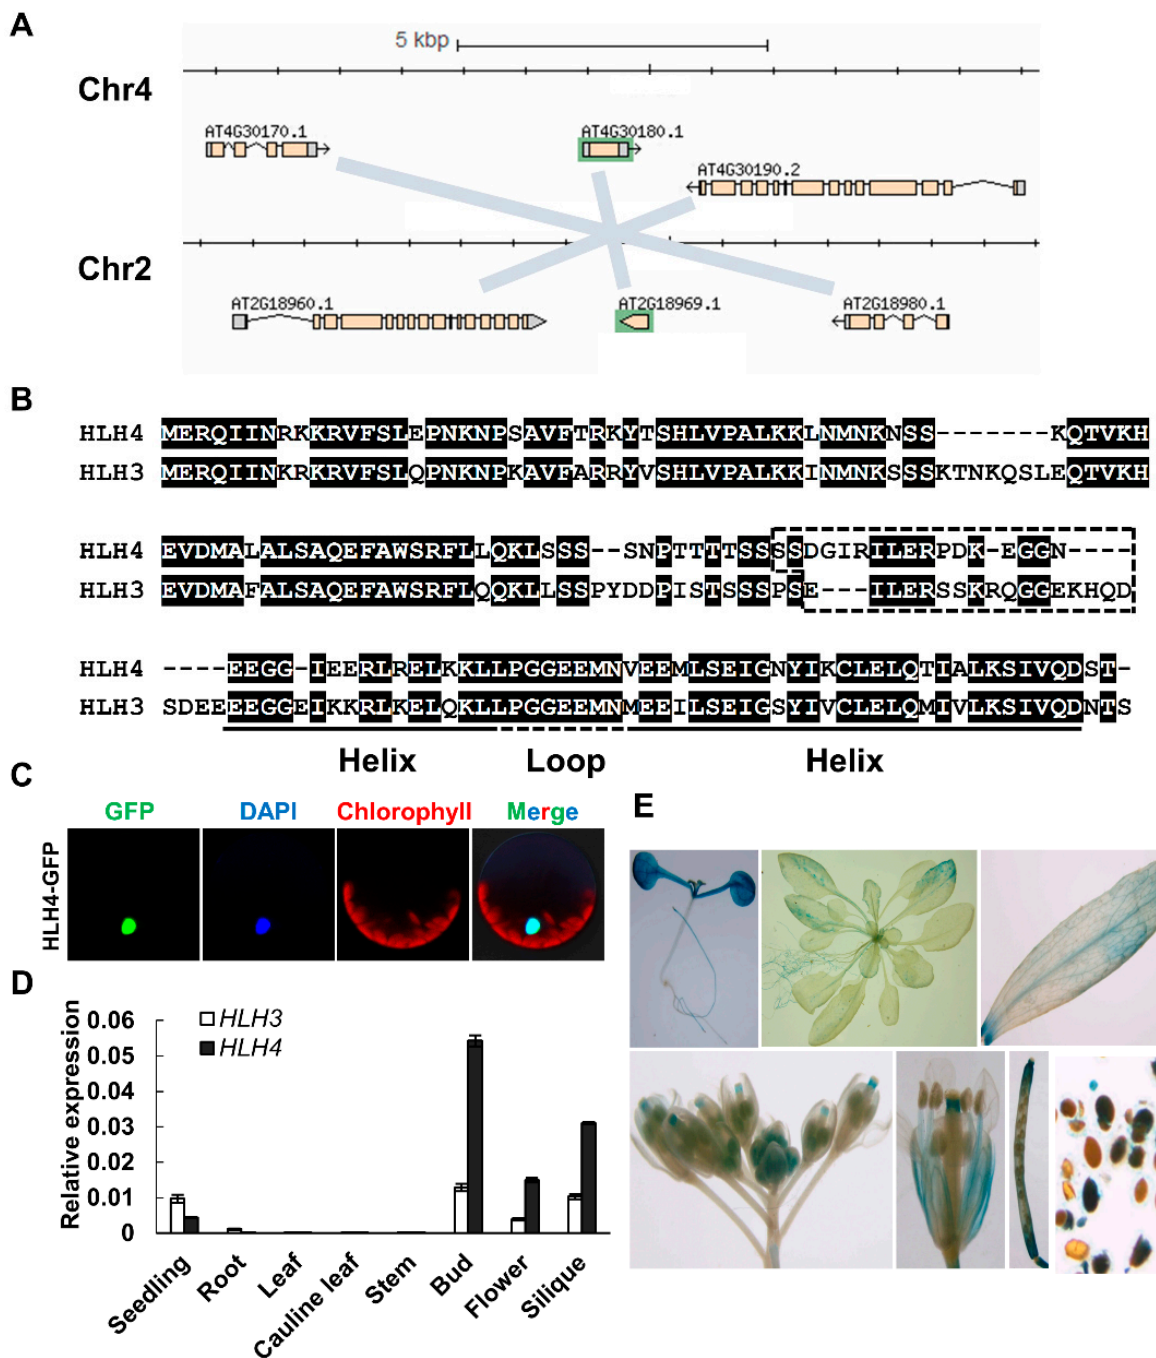 A
5 kbp
Chr4
AT4G30170.1
AT4G30180.1
AT4G30190.2
Chr2
AT2G18960.1
AT2G18969.1
AT2G18980.1
B
HLH4 MERQIINRKKRVFSLEPNKNPSAVFTRKYTSHLVPALKKLNMNKNSS-------KQTVKH
HLH3 MERQIINKRKRVFSLQPNKNPKAVFARRYVSHLVPALKKINMNKSSSKTNKQSLEQTVKH
HLH4 EVDMALALSAQEFAWSRFLLQKLSSS--SNPTTTTSSSSDGIRILERPDK-EGGN----
HLH3 EVDMAFALSAQEFAWSRFLQQKLLSSPYDDPISTSSSPSE---ILERSSKRQGGEKHQD
HLH4 ----EEGG-IEERLRELKKLLPGGEEMNVEEMLSEIGNYIKCLELQTIALKSIVQDST-
HLH3 SDEEEEGGEIKKRLKELQKLLPGGEEMNMEEILSEIGSYIVCLELQMIVLKSIVQDNTS
Helix Loop Helix
C
GFP DAPI Chlorophyll Merge
HLH4-GFP
E
D
Relative expression
HLH3
HLH4
0.06
0.05
0.04
0.03
0.02
0.01
0
Seedling
Root
Leaf
Cauline leaf
Stem
Bud
Flower
Silique